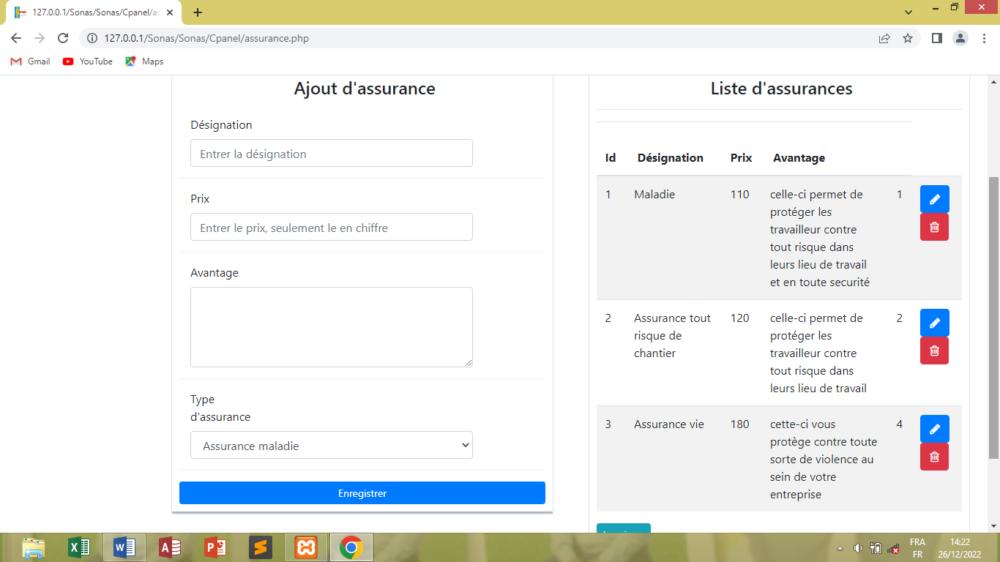 127.0.0.1/Sonas/Sonas/Cpanel/as
127.0.0.1/Sonas/Sonas/Cpanel/assurance.php
Gmail YouTube Maps
Ajout d'assurance
Désignation
Entrer la désignation
Prix
Entrer le prix, seulement le en chiffre
Avantage
Type
d'assurance
Assurance maladie
Enregistrer
Liste d'assurances
Id Désignation Prix Avantage
1 Maladie 110 celle-ci permet de 1
protéger les
travailleur contre
tout risque dans
leurs lieu de travail
et en toute securité
2 Assurance tout 120 celle-ci permet de 2
risque de protéger les
chantier travailleur contre
tout risque dans
leurs lieu de travail
3 Assurance vie 180 cette-ci vous 4
protège contre toute
sorte de violence au
sein de votre
entreprise
FRA 14:22
FR 26/12/2022